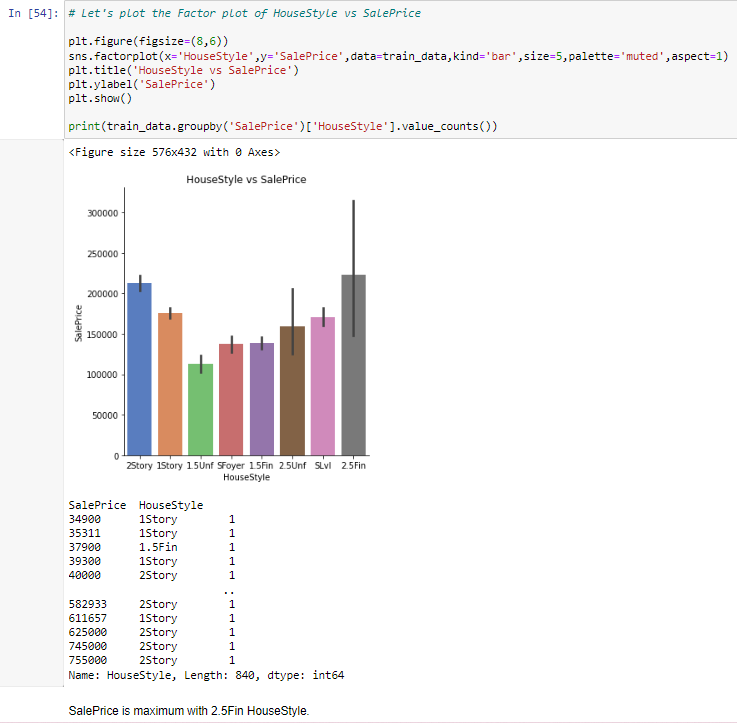 In [54]: # Let's plot the Factor plot of HouseStyle vs SalePrice
plt.figure(figsize=(8,6))
sns.factorplot(x='HouseStyle',y='SalePrice',data=train_data,kind='bar',size=5,palette='muted',aspect=1)
plt.title('HouseStyle vs SalePrice')
plt.ylabel('SalePrice')
plt.show()
print(train_data.groupby('SalePrice')['HouseStyle'].value_counts())
<Figure size 576x432 with 0 Axes>
HouseStyle vs SalePrice
300000
250000
200000
150000
100000
50000
0
SalePrice
2Story 1Story 1.5Unf SFoyer 1.5Fin 2.5Unf SLvl 2.5Fin
HouseStyle
SalePrice HouseStyle
34900 1Story 1
35311 1Story 1
37900 1.5Fin 1
39300 1Story 1
40000 2Story 1
..
582933 2Story 1
611657 1Story 1
625000 2Story 1
745000 2Story 1
755000 2Story 1
Name: HouseStyle, Length: 840, dtype: int64
SalePrice is maximum with 2.5Fin HouseStyle.